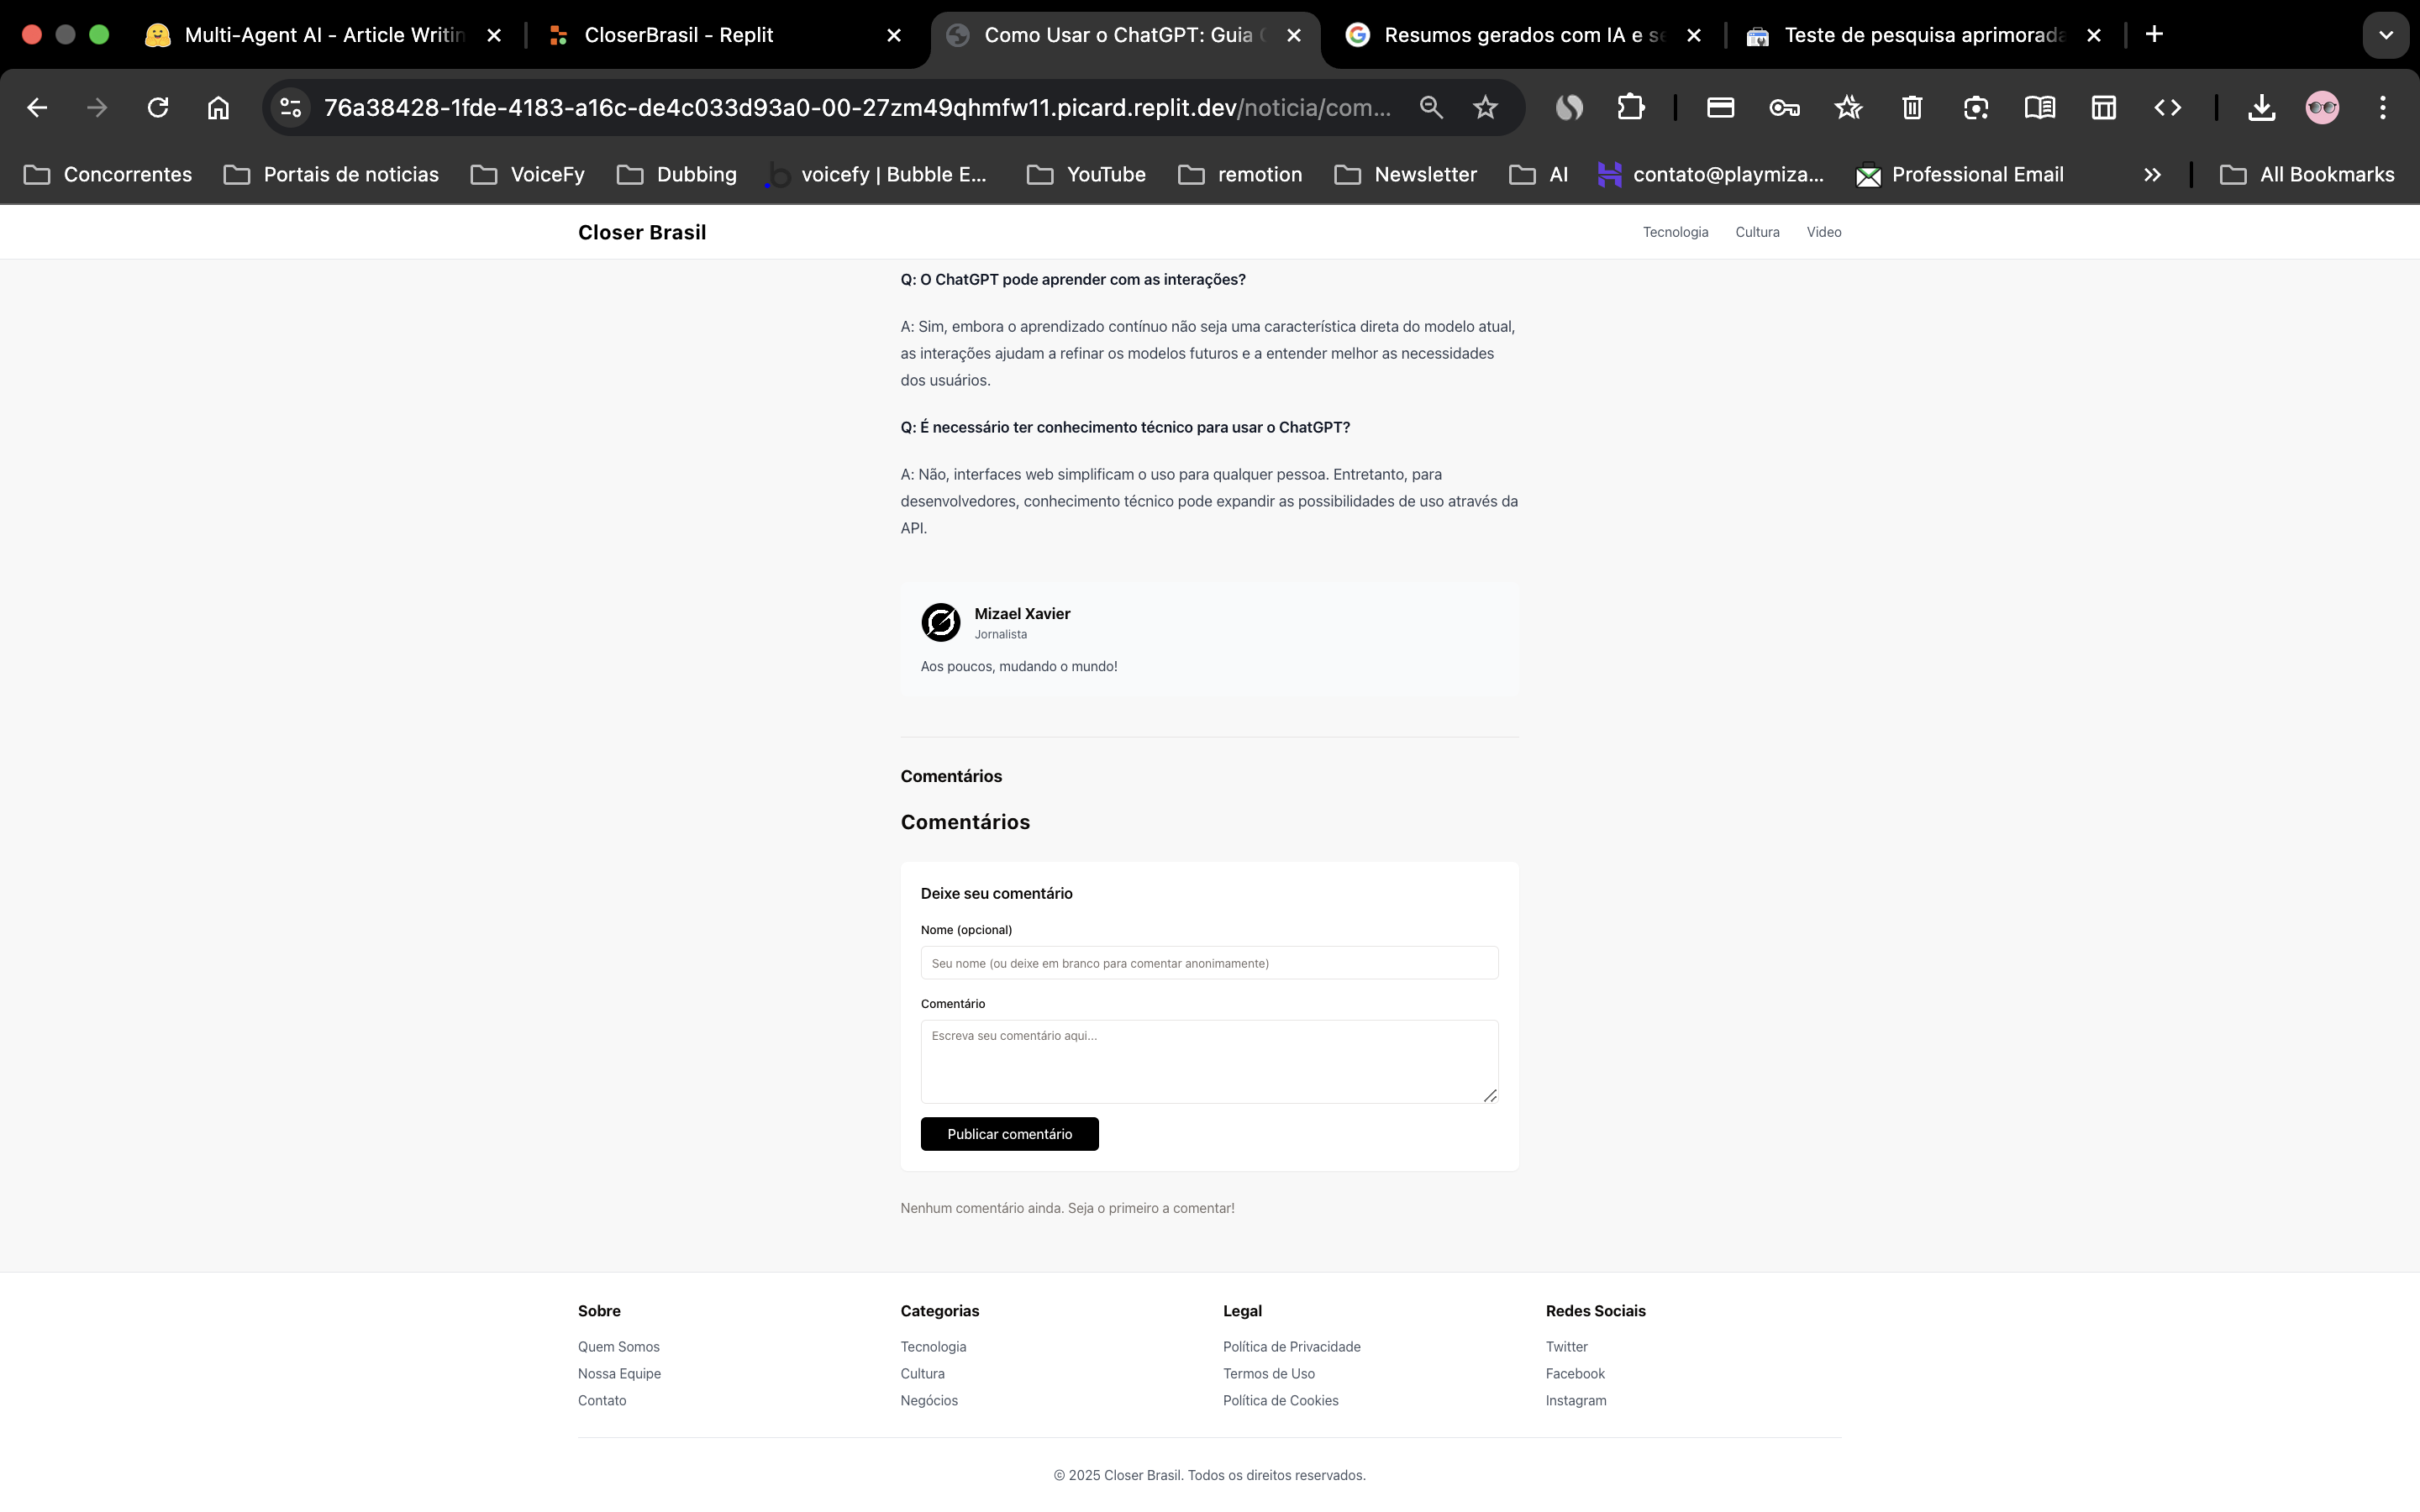 Multi-Agent AI - Article Writin
CloserBrasil - Replit
Como Usar o ChatGPT: Guia
Resumos gerados com IA e se
Teste de pesquisa aprimorada
76a38428-1fde-4183-a16c-de4c033d93a0-00-27zm49qhmfw11.picard.replit.dev/noticia/com...
Concorrentes
Portais de noticias
VoiceFy
Dubbing
voicefy | Bubble E...
YouTube
remotion
Newsletter
AI
contato@playmiza...
Professional Email
All Bookmarks
Closer Brasil
Tecnologia
Cultura
Video
Q: O ChatGPT pode aprender com as interações?
A: Sim, embora o aprendizado contínuo não seja uma característica direta do modelo atual,
as interações ajudam a refinar os modelos futuros e a entender melhor as necessidades
dos usuários.
Q: É necessário ter conhecimento técnico para usar o ChatGPT?
A: Não, interfaces web simplificam o uso para qualquer pessoa. Entretanto, para
desenvolvedores, conhecimento técnico pode expandir as possibilidades de uso através da
API.
Mizael Xavier
Jornalista
Aos poucos, mudando o mundo!
Comentários
Comentários
Deixe seu comentário
Nome (opcional)
Seu nome (ou deixe em branco para comentar anonimamente)
Comentário
Escreva seu comentário aqui...
Publicar comentário
Nenhum comentário ainda. Seja o primeiro a comentar!
Sobre
Quem Somos
Nossa Equipe
Contato
Categorias
Tecnologia
Cultura
Negócios
Legal
Política de Privacidade
Termos de Uso
Política de Cookies
Redes Sociais
Twitter
Facebook
Instagram
© 2025 Closer Brasil. Todos os direitos reservados.